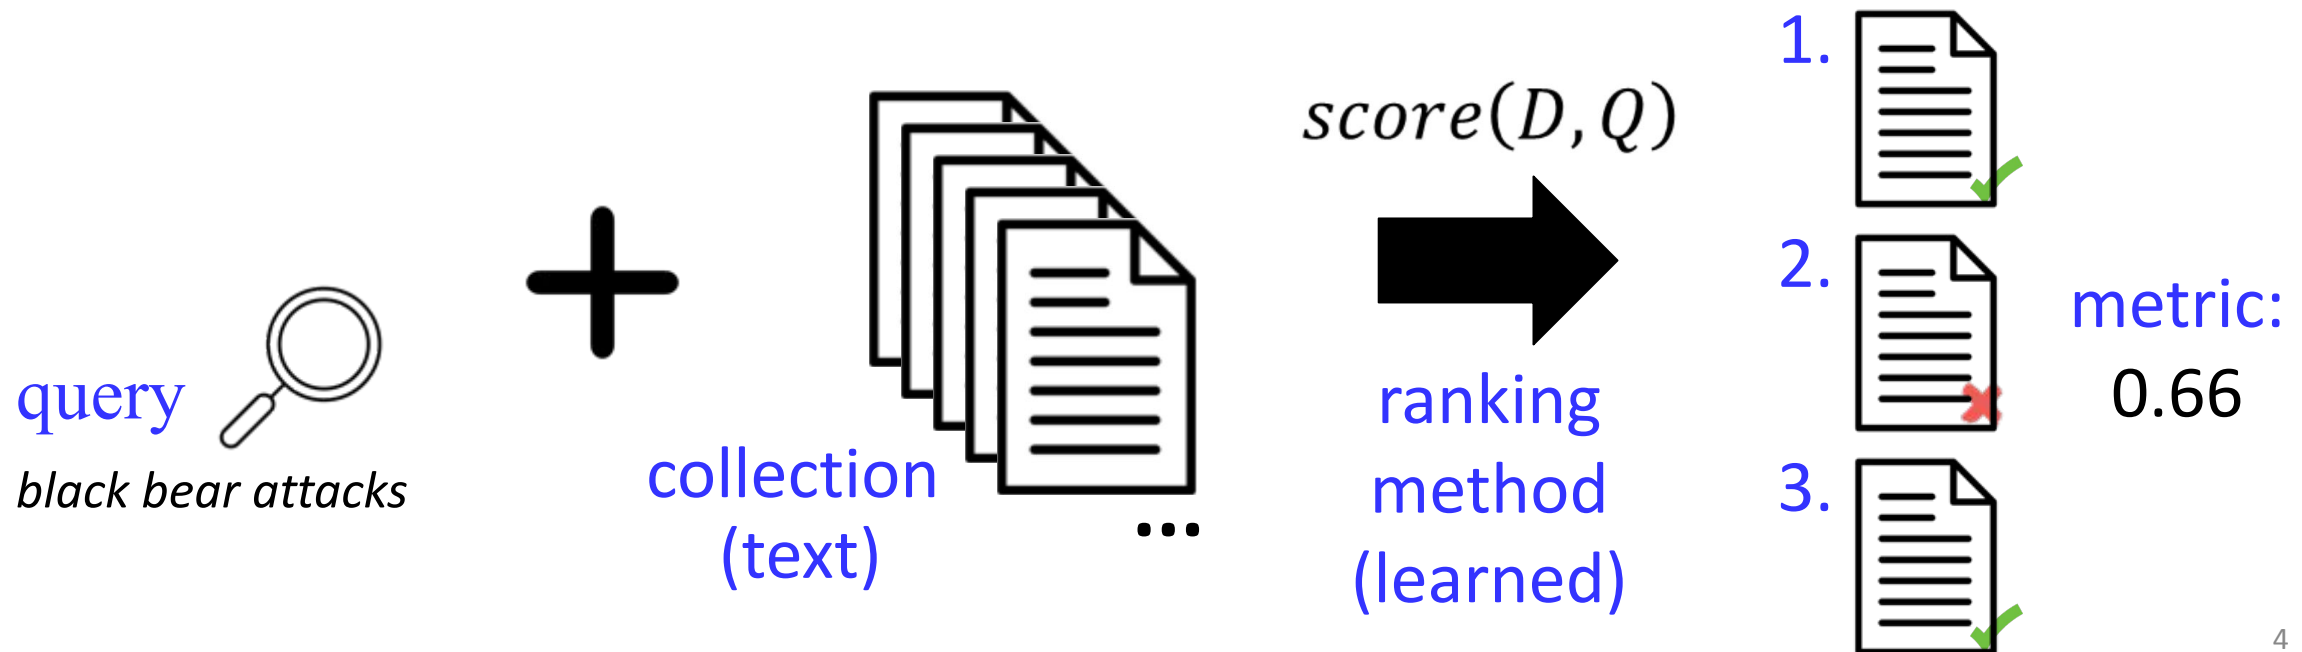 query
black bear attacks
collection
(text)
...
score(D, Q)
ranking
method
(learned)
1.
2.
3.
metric:
0.66
4